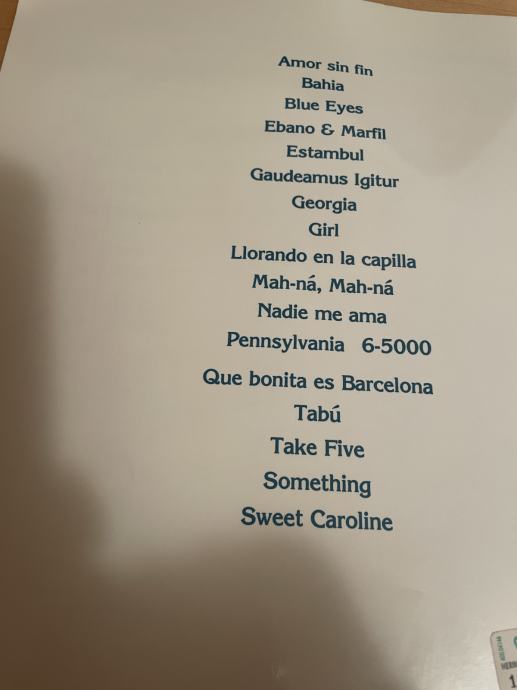 Amor sin fin
Bahia
Blue Eyes
Ebano & Marfil
Estambul
Gaudeamus Igitur
Georgia
Girl
Llorando en la capilla
Mah-ná, Mah-ná
Nadie me ama
Pennsylvania 6-5000
Que bonita es Barcelona
Tabú
Take Five
Something
Sweet Caroline